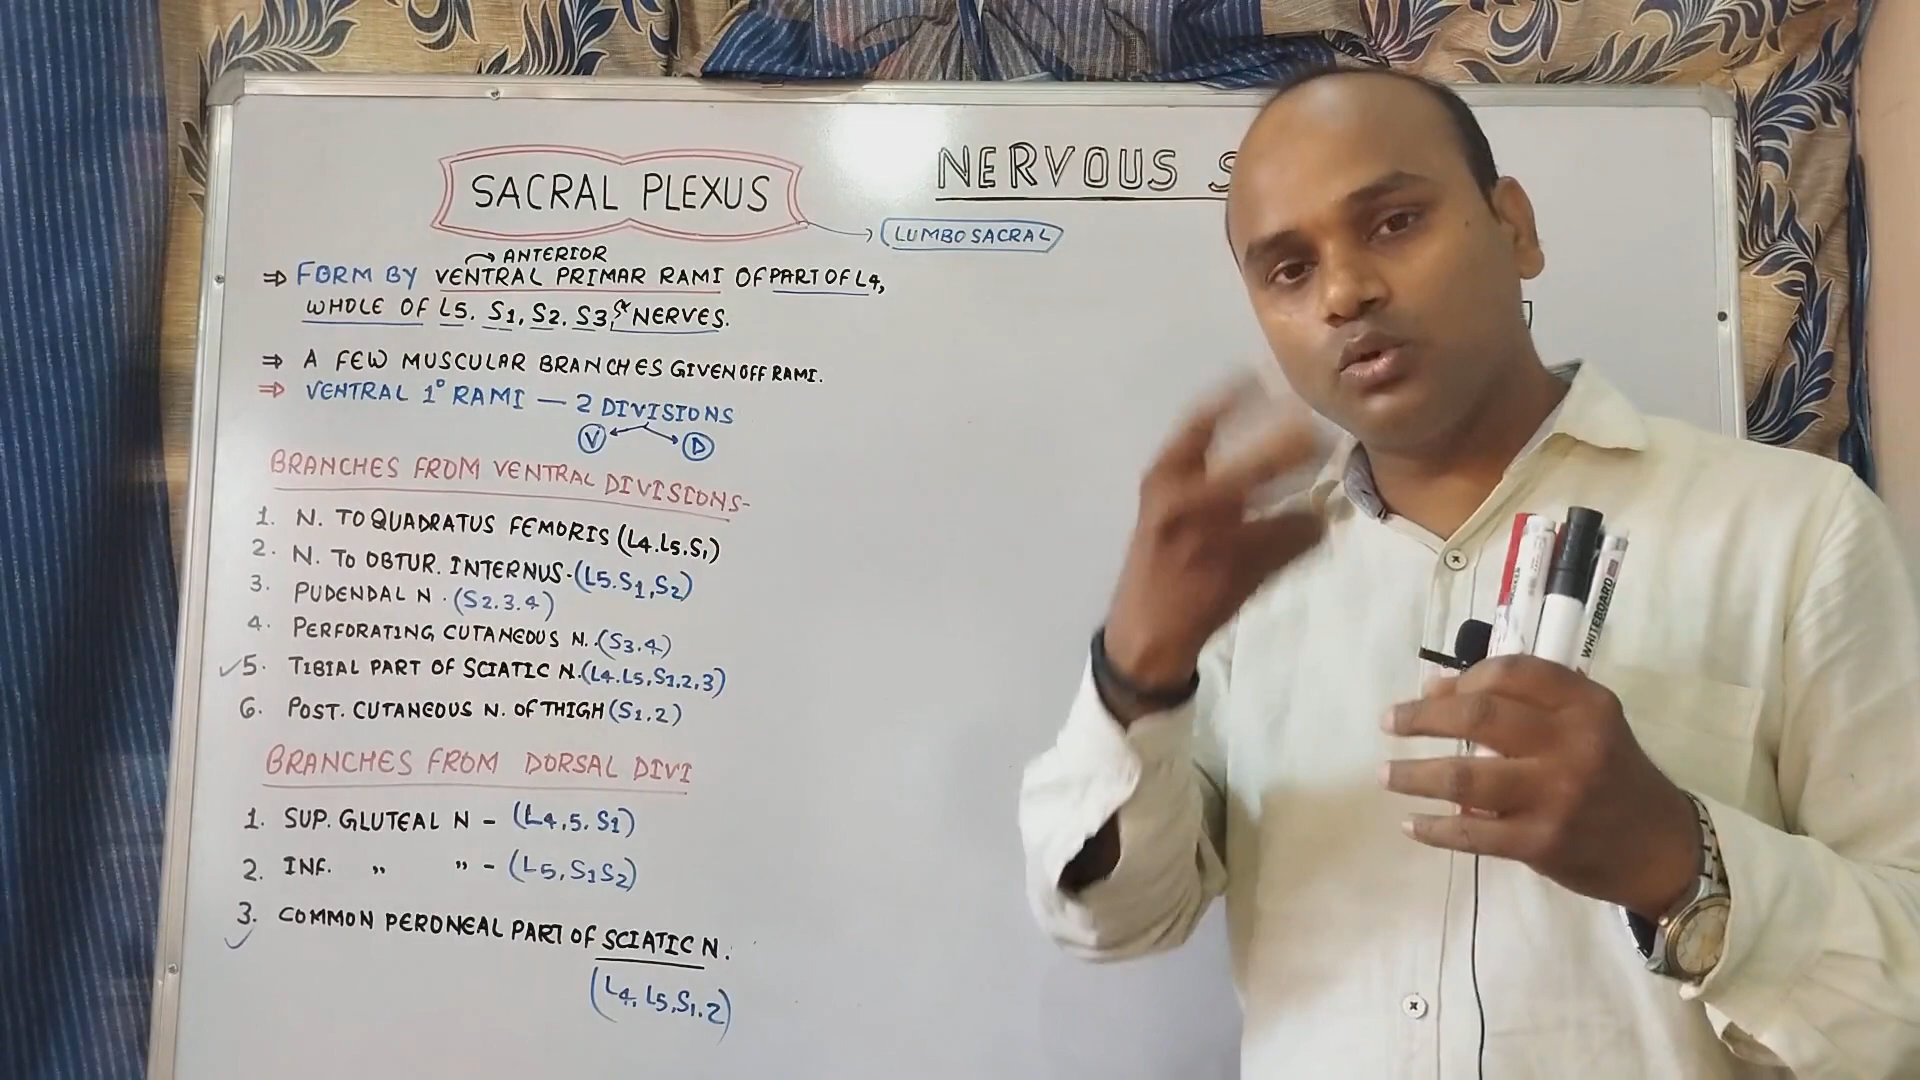 SACRAL PLEXUS
NERVOUS S
LUMBOSACRAL
ANTERIOR
⇒ FORM BY VENTRAL PRIMAR RAMI OF PART OF L4,
WHOLE OF L5, S1, S2, S3, & NERVES.
⇒ A FEW MUSCULAR BRANCHES GIVEN OFF RAMI.
⇒ VENTRAL 1° RAMI — 2 DIVISIONS
V D
BRANCHES FROM VENTRAL DIVISIONS-
1. N. TO QUADRATUS FEMORIS (L4.L5.S1)
2. N. TO OBTUR. INTERNUS-(L5.S1,S2)
3. PUDENDAL N. (S2.3.4)
4. PERFORATING CUTANEOUS N. (S3.4)
✓5. TIBIAL PART OF SCIATIC N.(L4.L5,S1,2,3)
6. POST. CUTANEOUS N. OF THIGH (S1,2)
BRANCHES FROM DORSAL DIVI
1. SUP. GLUTEAL N - (L4,5, S1)
2. INF. " " - (L5,S1S2)
3. COMMON PERONEAL PART OF SCIATIC N.
(L4, L5,S1.2)
WHITEBOARD